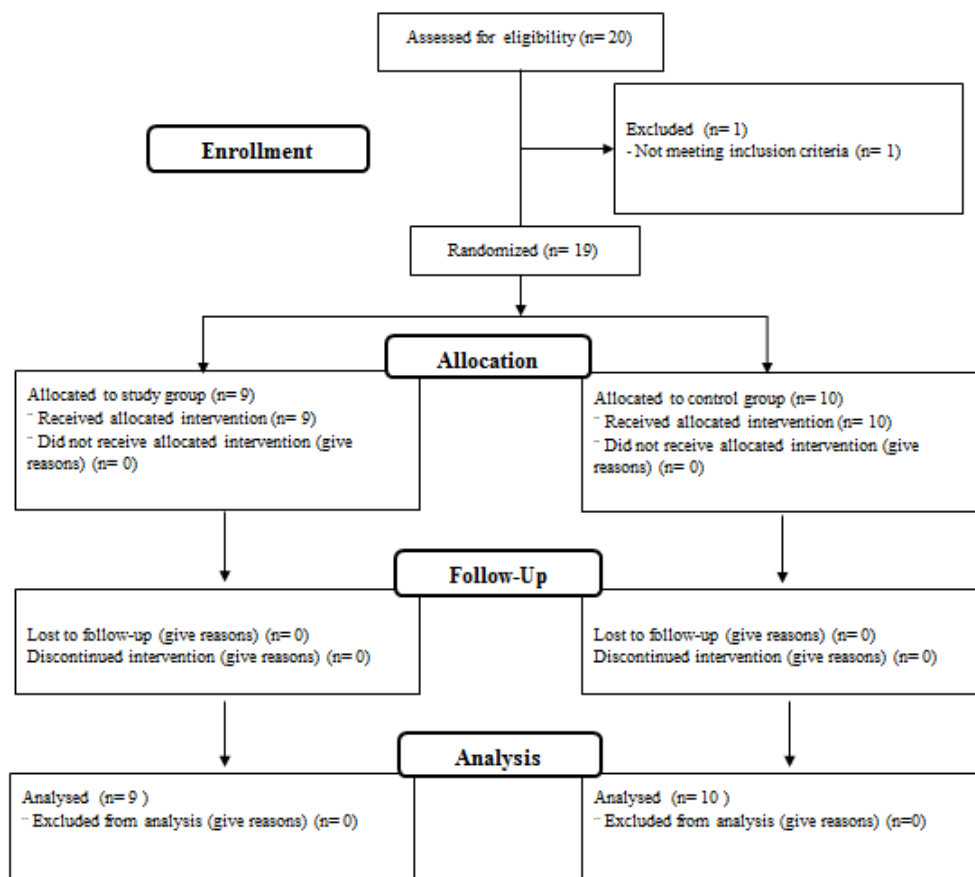 Assessed for eligibility (n= 20)
Excluded (n= 1)
- Not meeting inclusion criteria (n= 1)
Enrollment
Randomized (n= 19)
Allocation
Allocated to study group (n= 9)
¨ Received allocated intervention (n= 9)
¨ Did not receive allocated intervention (give
reasons) (n= 0)
Allocated to control group (n= 10)
¨ Received allocated intervention (n= 10)
¨ Did not receive allocated intervention (give
reasons) (n= 0)
Follow-Up
Lost to follow-up (give reasons) (n= 0)
Discontinued intervention (give reasons) (n= 0)
Lost to follow-up (give reasons) (n= 0)
Discontinued intervention (give reasons) (n= 0)
Analysis
Analysed (n= 9 )
¨ Excluded from analysis (give reasons) (n= 0)
Analysed (n= 10 )
¨ Excluded from analysis (give reasons) (n=0)